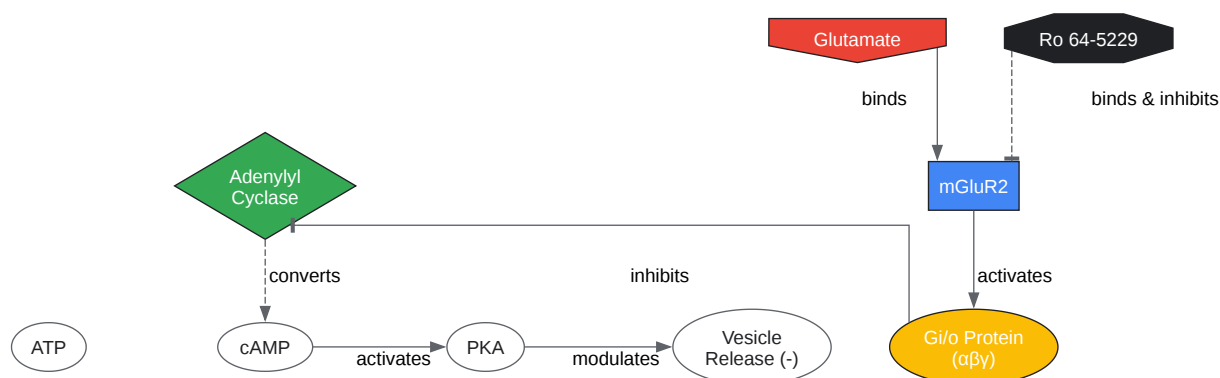 Glutamate
Ro 64-5229
binds
binds & inhibits
Adenylyl
Cyclase
mGluR2
converts
inhibits
activates
ATP
cAMP
activates
PKA
modulates
Vesicle
Release (-)
Gi/o Protein
(αβγ)